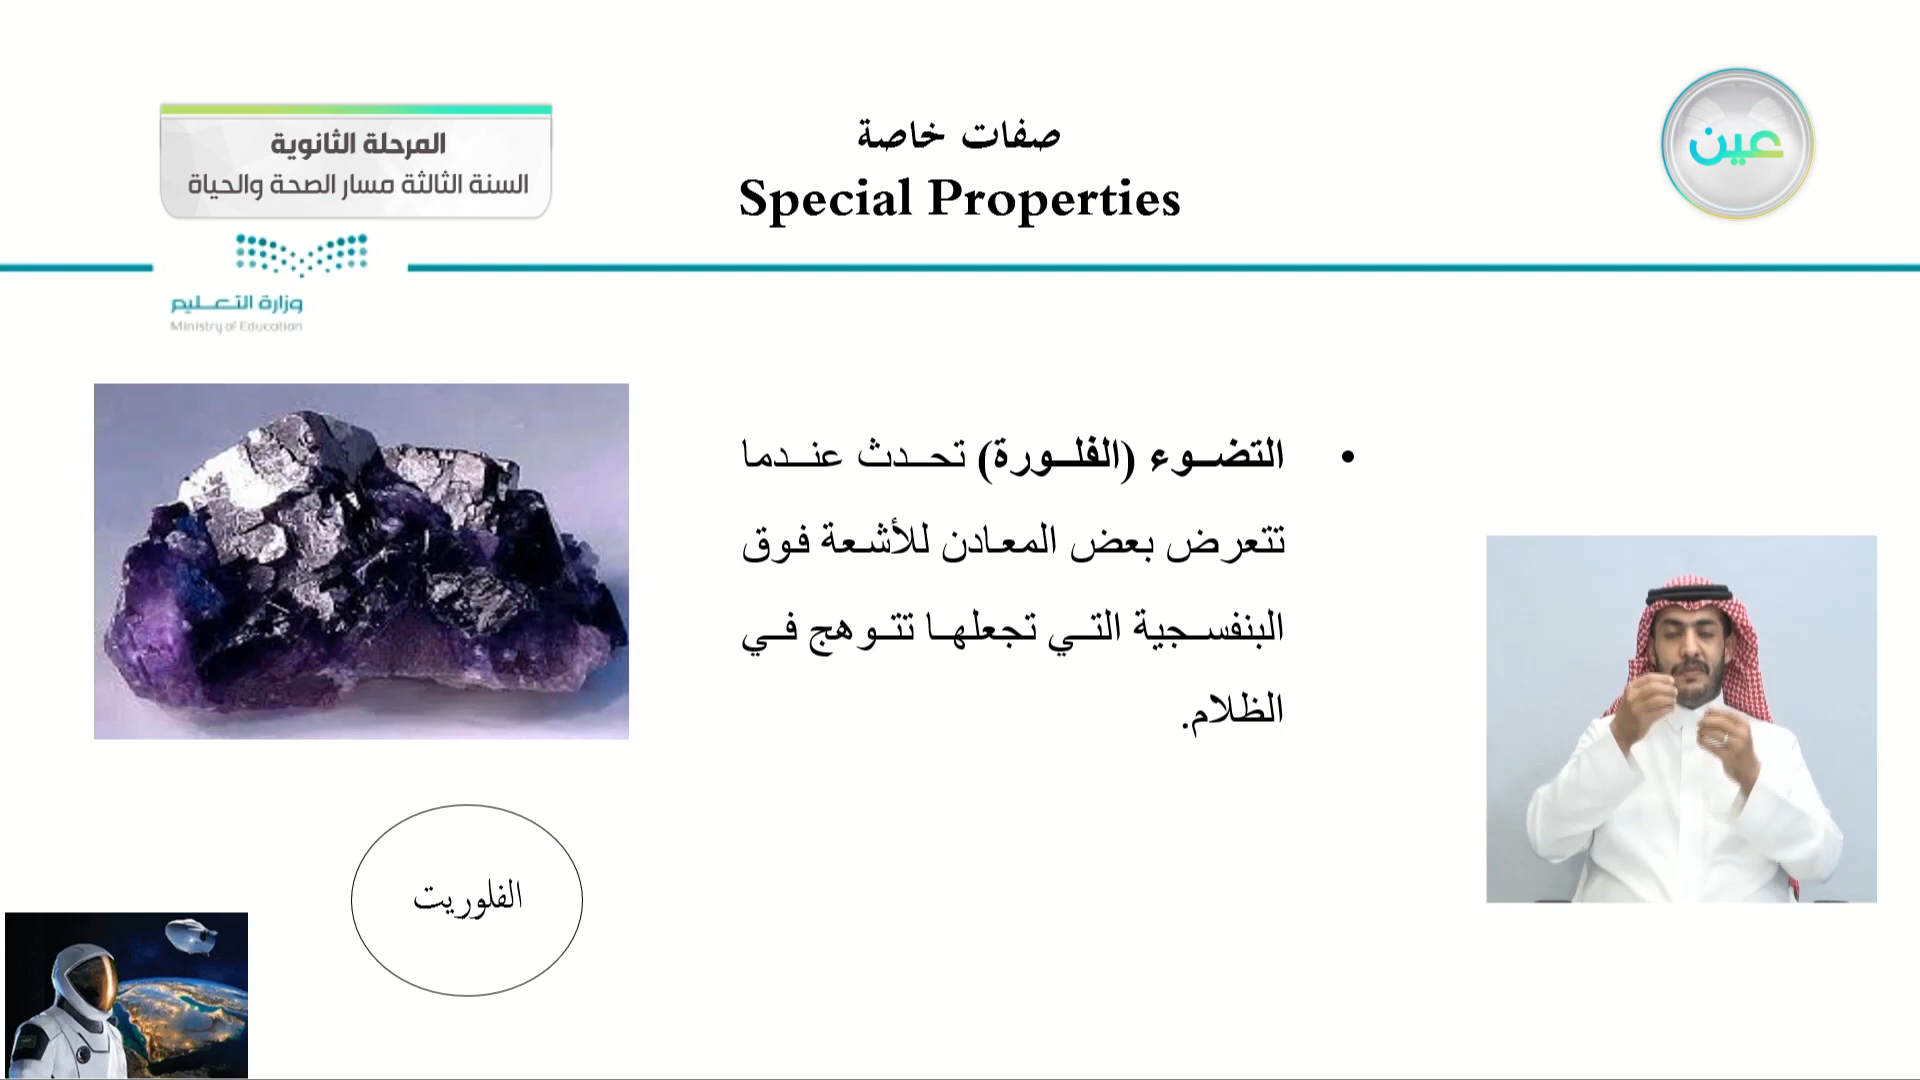 عين
صفات خاصة
Special Properties
المرحلة الثانوية
السنة الثالثة مسار الصحة والحياة
وزارة التعليم
Ministry of Education
• التضوء (الفلورة) تحدث عندما
تتعرض بعض المعادن للأشعة فوق
البنفسجية التي تجعلها تتوهج في
الظلام.
الفلوريت